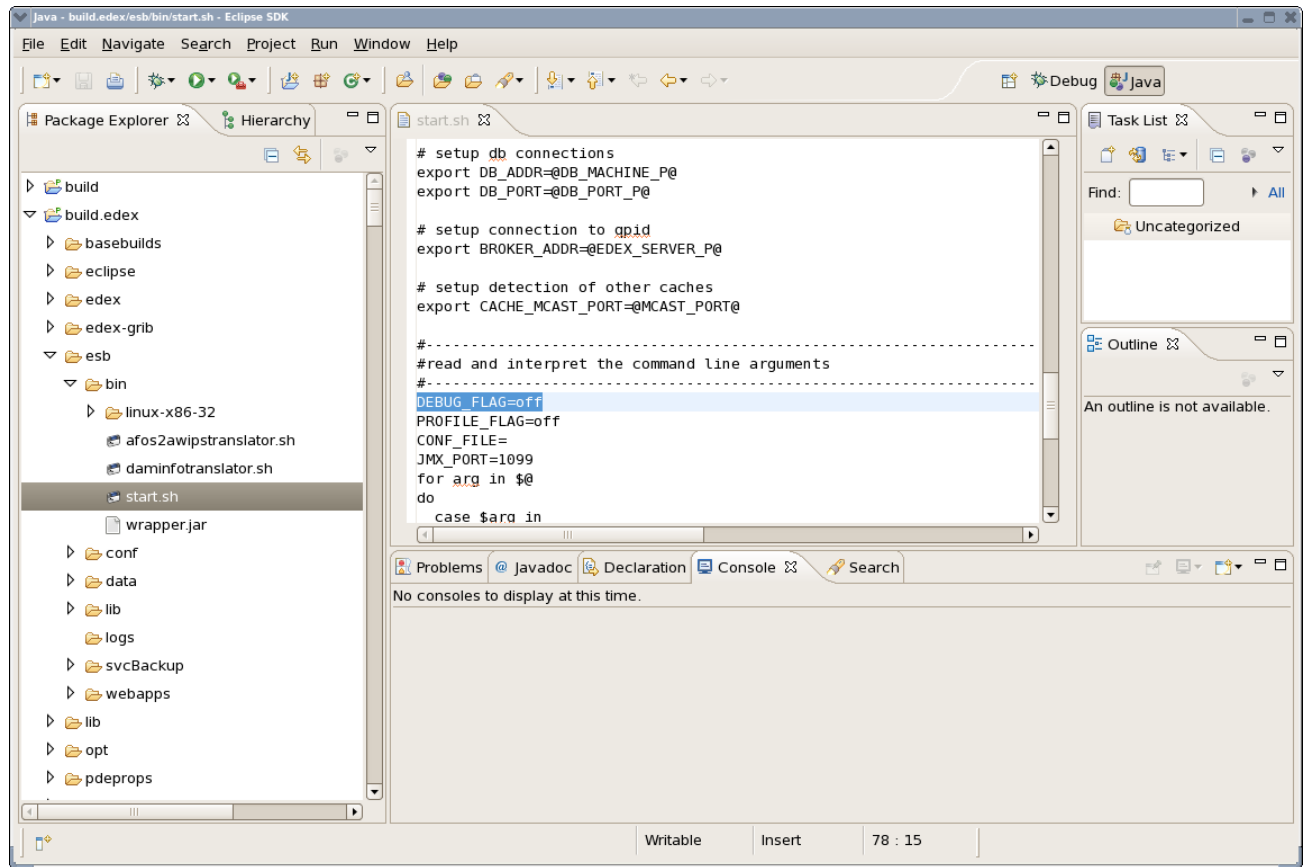 Java - build.edex/esb/bin/start.sh - Eclipse SDK
File Edit Navigate Search Project Run Window Help
Debug Java
Package Explorer Hierarchy
build
build.edex
basebuilds
eclipse
edex
edex-grib
esb
bin
linux-x86-32
afos2awipstranslator.sh
daminfotranslator.sh
start.sh
wrapper.jar
conf
data
lib
logs
svcBackup
webapps
lib
opt
pdeprops
start.sh
# setup db connections
export DB_ADDR=@DB_MACHINE_P@
export DB_PORT=@DB_PORT_P@
# setup connection to qpid
export BROKER_ADDR=@EDEX_SERVER_P@
# setup detection of other caches
export CACHE_MCAST_PORT=@MCAST_PORT@
#--------------------------------------------------------------------
#read and interpret the command line arguments
#--------------------------------------------------------------------
DEBUG_FLAG=off
PROFILE_FLAG=off
CONF_FILE=
JMX_PORT=1099
for arg in $@
do
case $arg in
Task List
Find: All
Uncategorized
Outline
An outline is not available.
Problems @ Javadoc Declaration Console Search
No consoles to display at this time.
Writable Insert 78 : 15